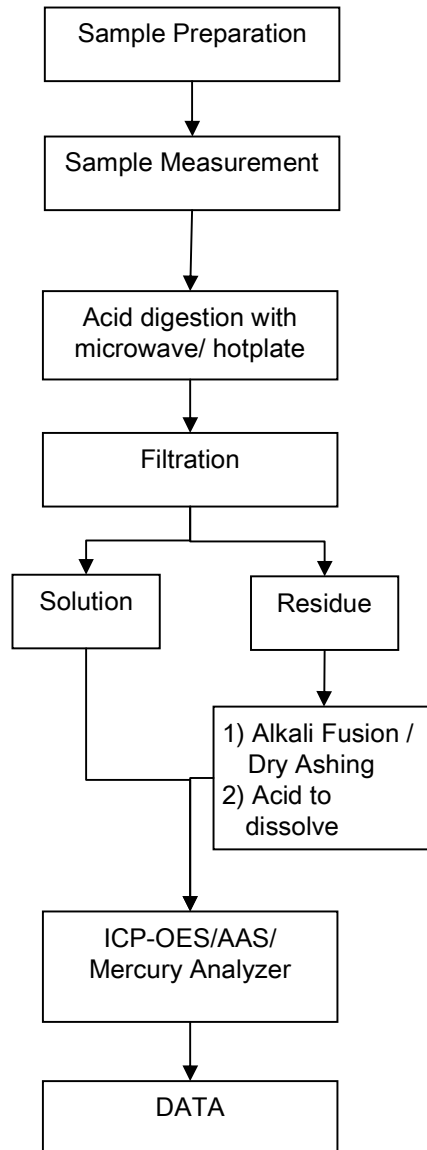 Sample Preparation
Sample Measurement
Acid digestion with
microwave/ hotplate
Filtration
Solution
Residue
1) Alkali Fusion /
Dry Ashing
2) Acid to
dissolve
ICP-OES/AAS/
Mercury Analyzer
DATA